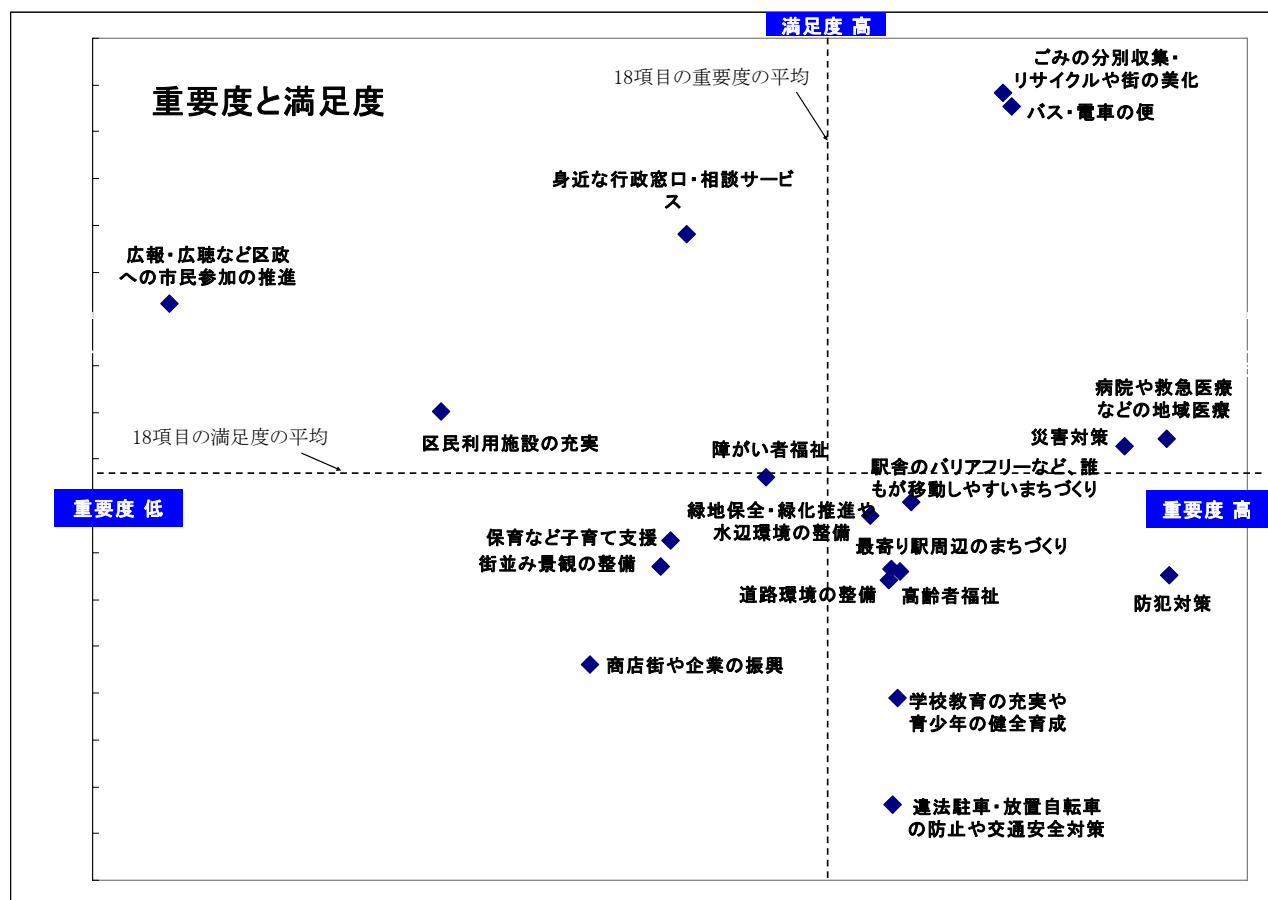 満足度 高
ごみの分別収集・
リサイクルや街の美化
18項目の重要度の平均
重要度と満足度
バス・電車の便
身近な行政窓口・相談サービ
ス
広報・広聴など区政
への市民参加の推進
病院や救急医療
などの地域医療
18項目の満足度の平均
区民利用施設の充実
災害対策
障がい者福祉
駅舎のバリアフリーなど、誰
もが移動しやすいまちづくり
重要度 低
重要度 高
緑地保全・緑化推進や
水辺環境の整備
保育など子育て支援
最寄り駅周辺のまちづくり
街並み景観の整備
道路環境の整備
高齢者福祉
防犯対策
商店街や企業の振興
学校教育の充実や
青少年の健全育成
違法駐車・放置自転車
の防止や交通安全対策